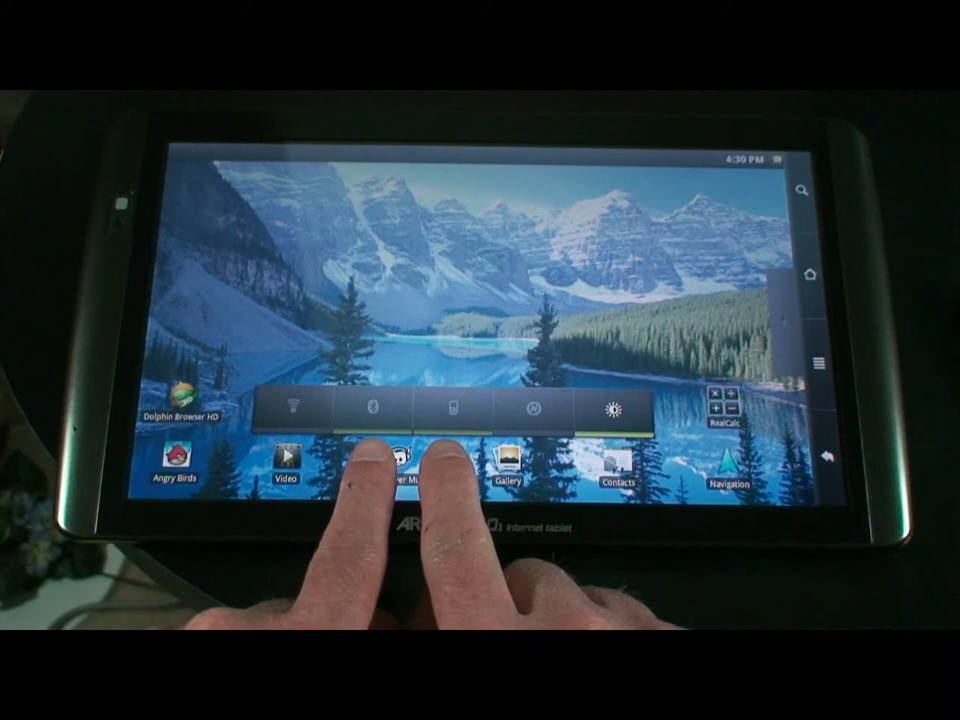 4:30 PM
Dolphin Browser HD
RealCalc
Angry Birds
Video
Gallery
Contacts
Navigation
internet tablet